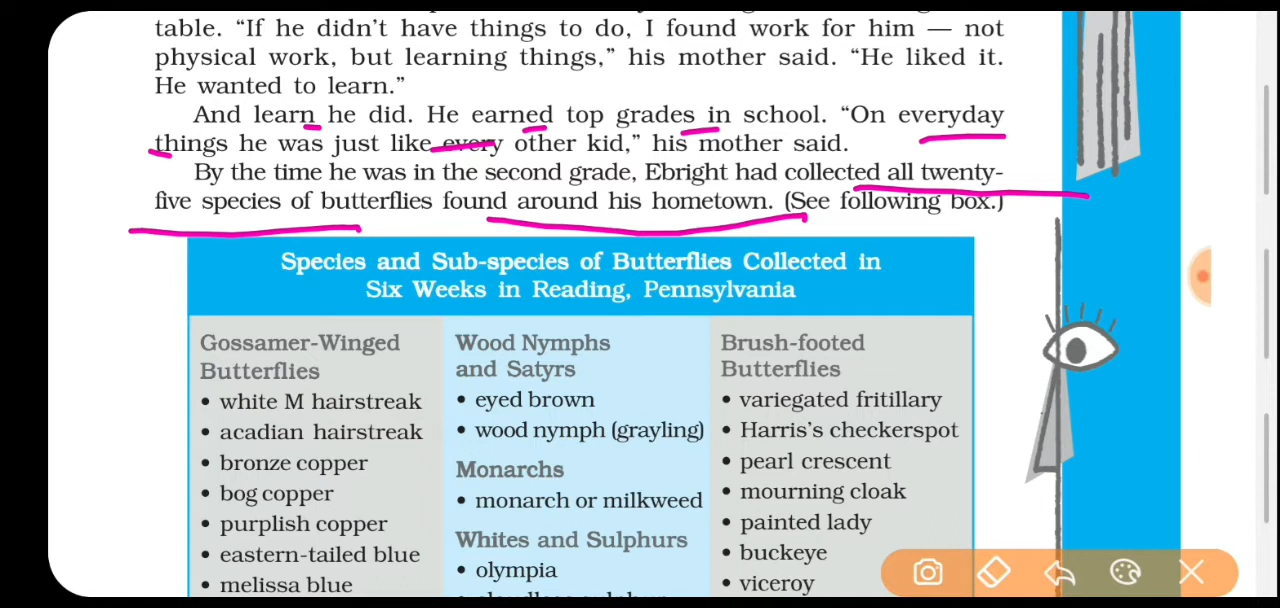 table. “If he didn’t have things to do, I found work for him — not
physical work, but learning things,” his mother said. “He liked it.
He wanted to learn.”
And learn he did. He earned top grades in school. “On everyday
things he was just like every other kid,” his mother said.
By the time he was in the second grade, Ebright had collected all twenty-
five species of butterflies found around his hometown. (See following box.)
Species and Sub-species of Butterflies Collected in
Six Weeks in Reading, Pennsylvania
Gossamer-Winged
Butterflies
• white M hairstreak
• acadian hairstreak
• bronze copper
• bog copper
• purplish copper
• eastern-tailed blue
• melissa blue
Wood Nymphs
and Satyrs
• eyed brown
• wood nymph (grayling)
Monarchs
• monarch or milkweed
Whites and Sulphurs
• olympia
Brush-footed
Butterflies
• variegated fritillary
• Harris’s checkerspot
• pearl crescent
• mourning cloak
• painted lady
• buckeye
• viceroy